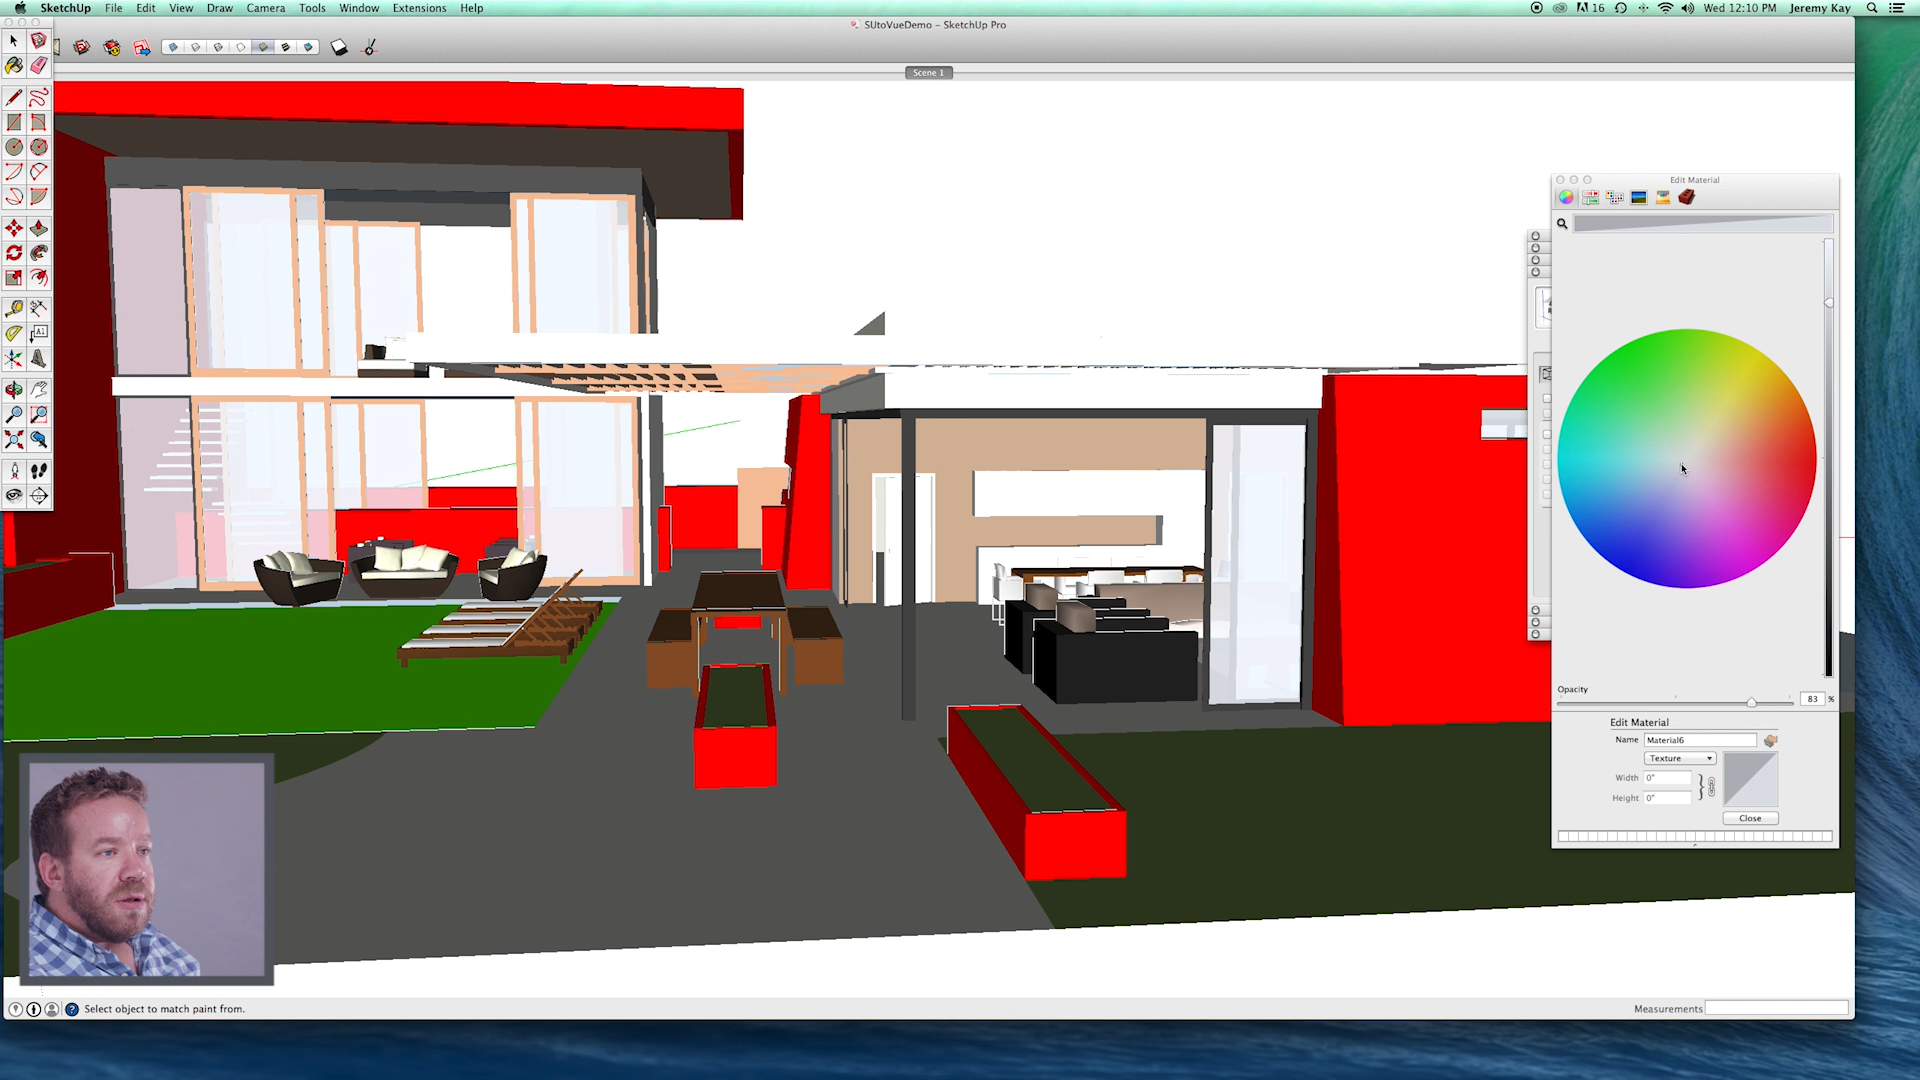 SketchUp File Edit View Draw Camera Tools Window Extensions Help
16 Wed 12:10 PM Jeremy Kay
SUtoVueDemo - SketchUp Pro
Scene 1
A1
Edit Material
Opacity
83 %
Edit Material
Name Material6
Texture
Width 0"
Height 0"
Close
Select object to match paint from.
Measurements